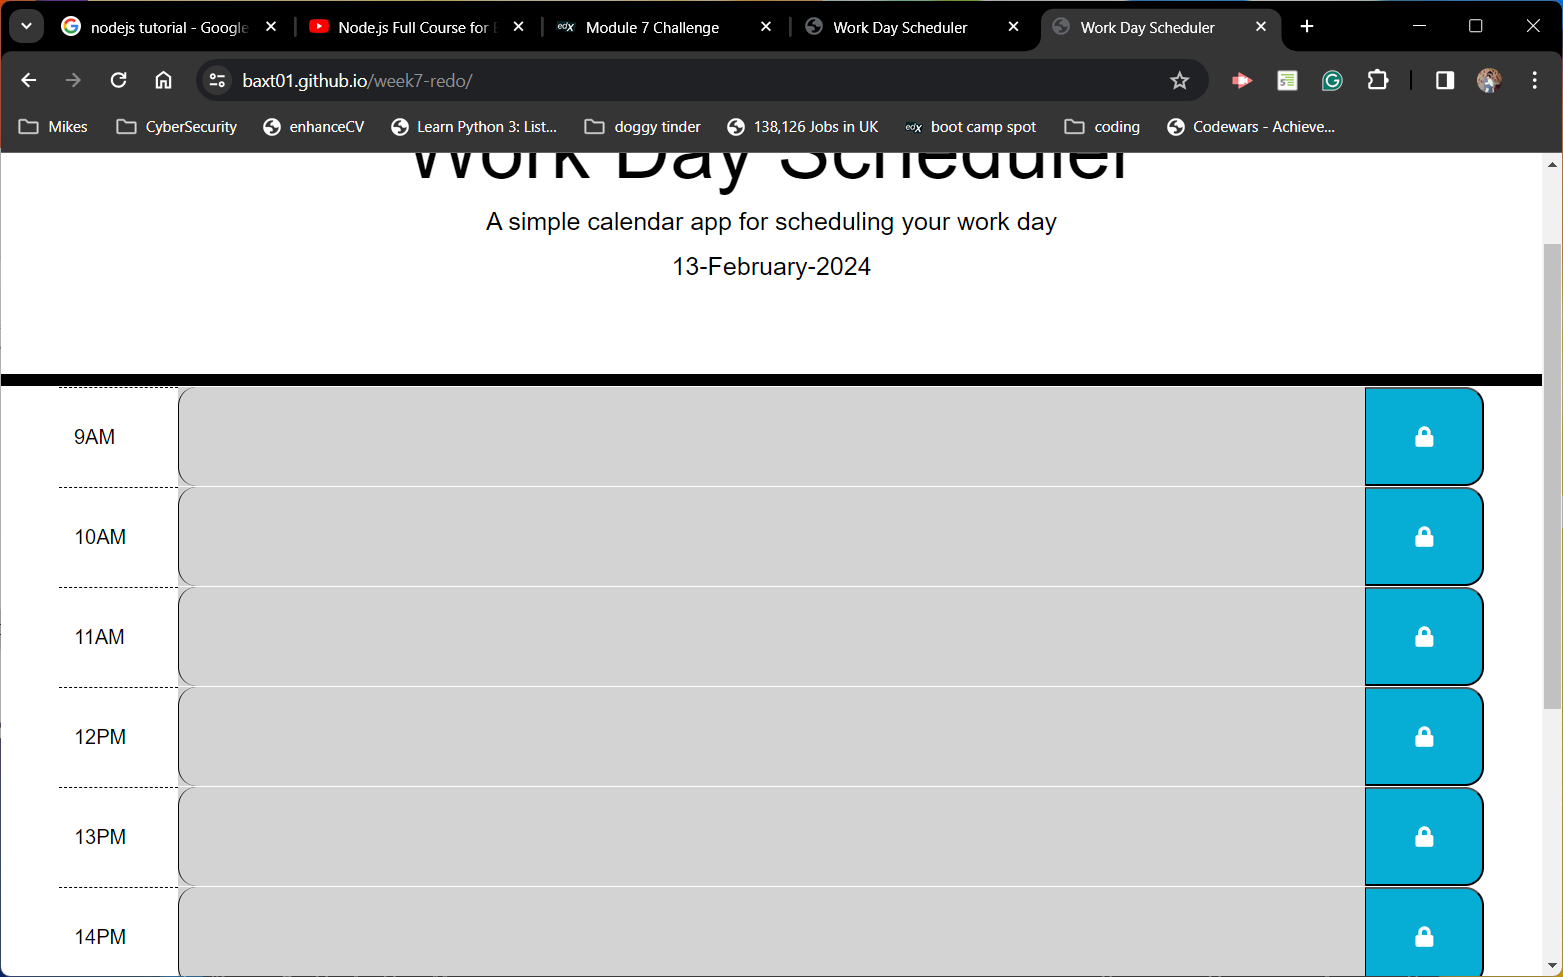 nodejs tutorial - Google
Node.js Full Course for
edX Module 7 Challenge
Work Day Scheduler
Work Day Scheduler
baxt01.github.io/week7-redo/
Mikes
CyberSecurity
enhanceCV
Learn Python 3: List...
doggy tinder
138,126 Jobs in UK
edX boot camp spot
coding
Codewars - Achieve...
Work Day Scheduler
A simple calendar app for scheduling your work day
13-February-2024
9AM
10AM
11AM
12PM
13PM
14PM